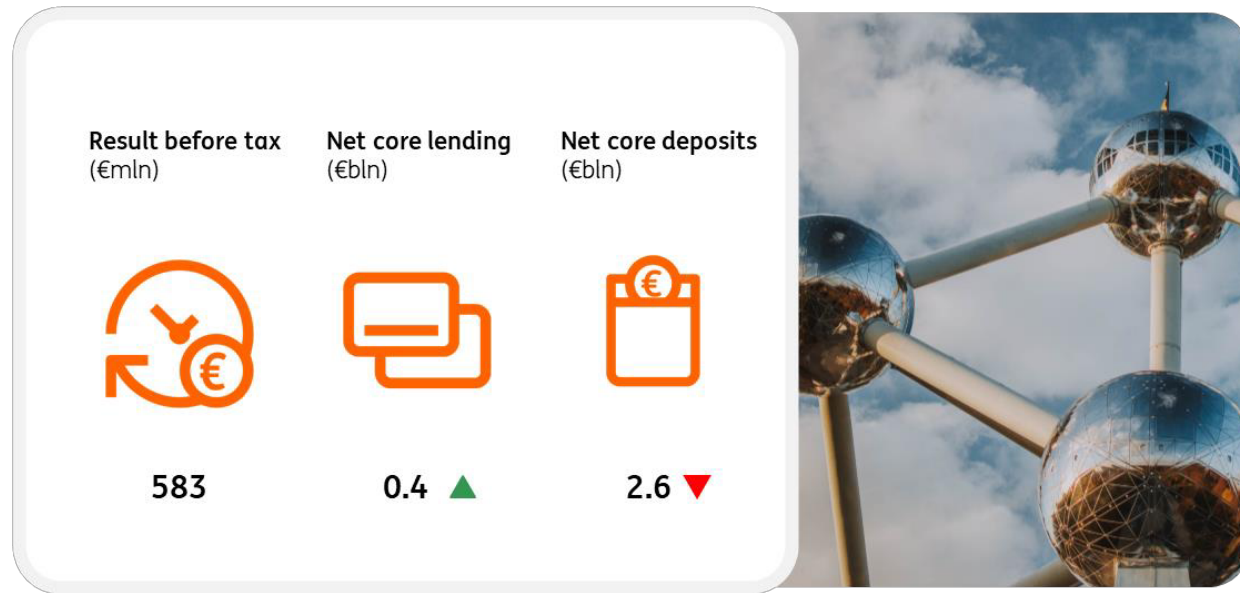 Result before tax
(€mln)
Net core lending
(€bln)
Net core deposits
(€bln)
€
€
583
0.4 ▲
2.6 ▼